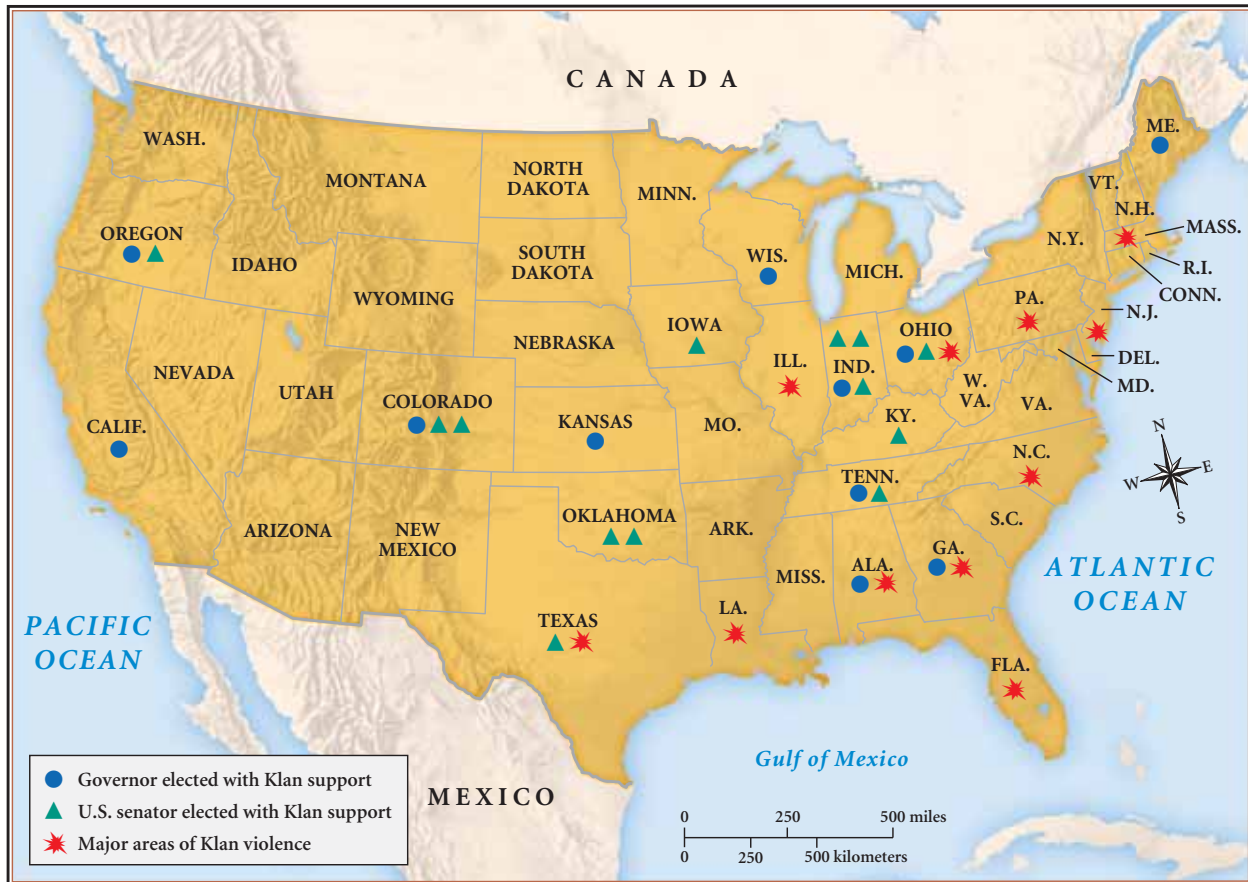 CANADA
WASH.
MONTANA
NORTH
DAKOTA
MINN.
ME.
VT.
N.H.
MASS.
R.I.
CONN.
N.Y.
OREGON
IDAHO
SOUTH
DAKOTA
WIS.
MICH.
WYOMING
PA.
N.J.
IOWA
OHIO
NEBRASKA
ILL.
IND.
DEL.
MD.
NEVADA
UTAH
W.
VA.
VA.
COLORADO
KANSAS
MO.
KY.
CALIF.
N.C.
TENN.
N
W
E
S
ARIZONA
NEW
MEXICO
OKLAHOMA
ARK.
S.C.
MISS.
ALA.
GA.
ATLANTIC
OCEAN
PACIFIC
OCEAN
TEXAS
LA.
FLA.
Gulf of Mexico
MEXICO
Governor elected with Klan support
U.S. senator elected with Klan support
Major areas of Klan violence
0 250 500 miles
0 250 500 kilometers